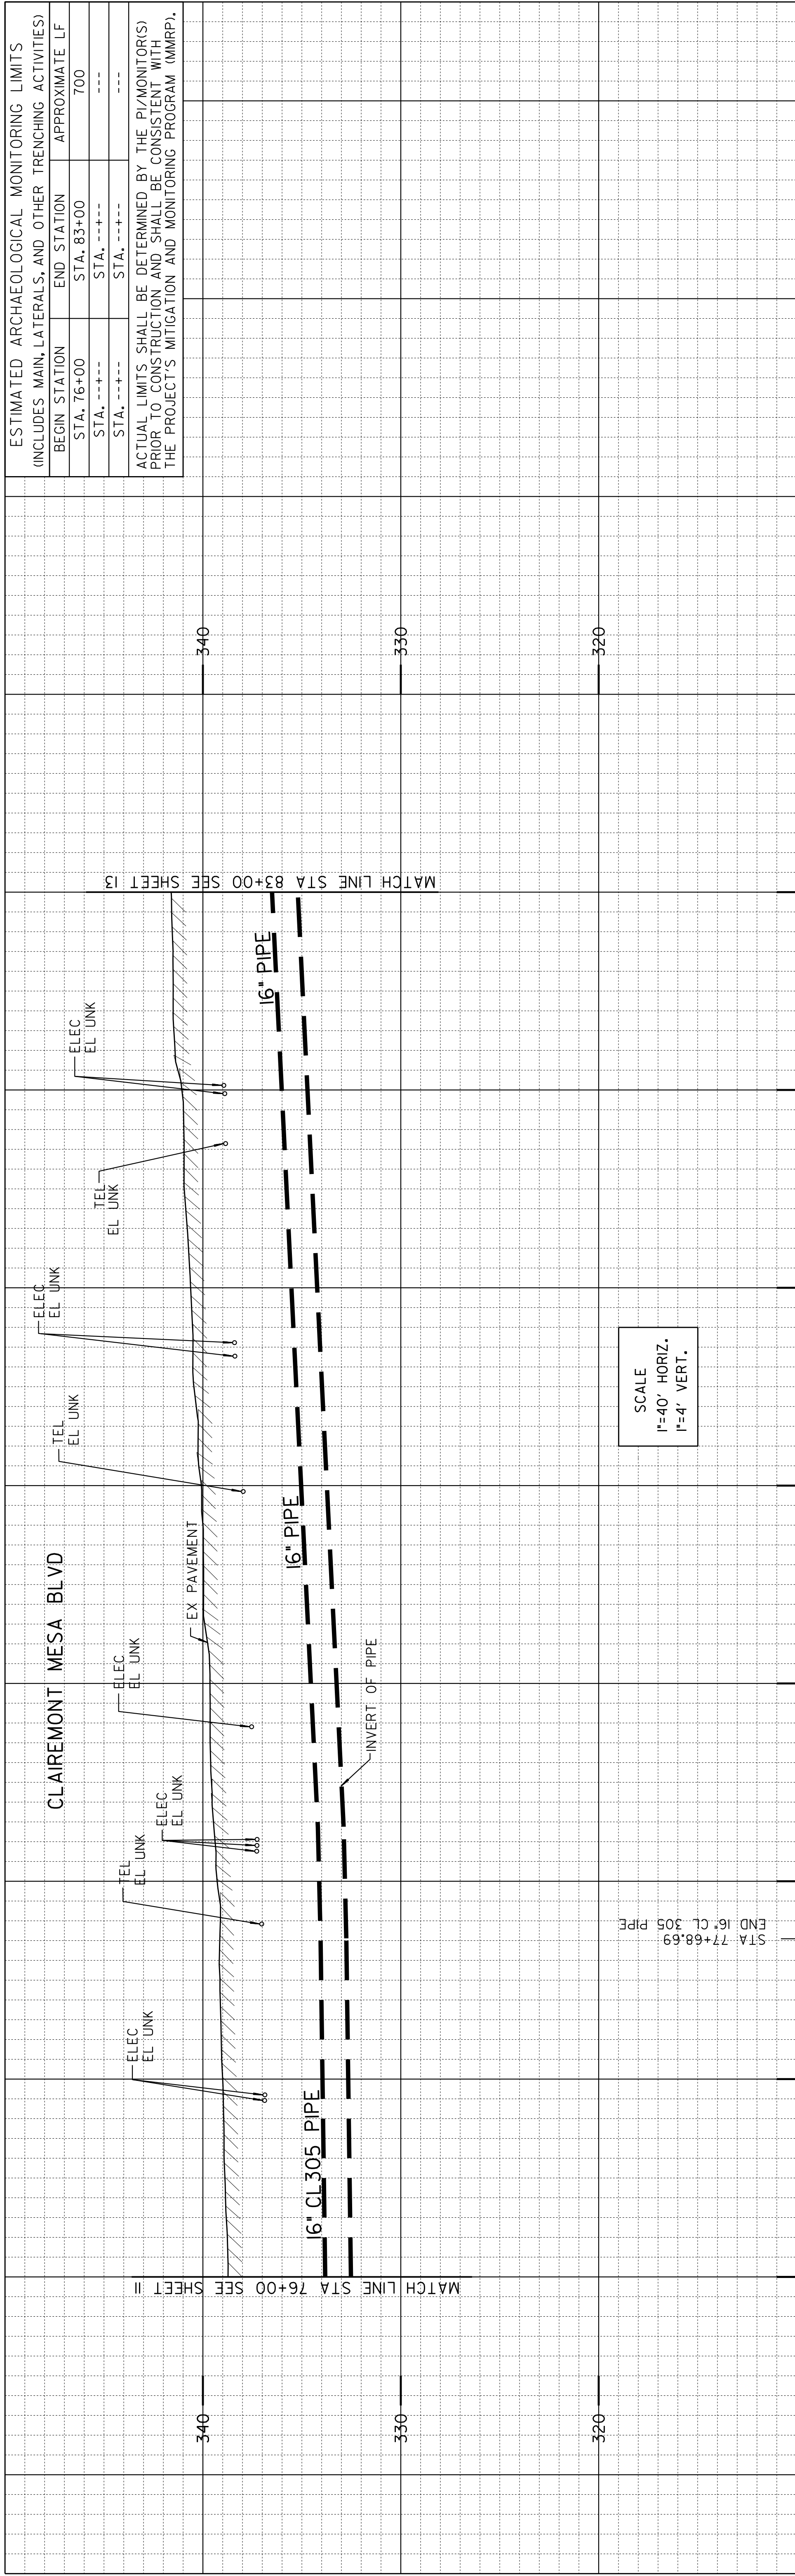 ESTIMATED ARCHAEOLOGICAL MONITORING LIMITS
(INCLUDES MAIN, LATERALS, AND OTHER TRENCHING ACTIVITIES)
BEGIN STATION END STATION APPROXIMATE LF
STA. 76+00 STA. 83+00 700
STA. --+-- STA. --+-- ---
STA. --+-- STA. --+-- ---
ACTUAL LIMITS SHALL BE DETERMINED BY THE PI/MONITOR(S)
PRIOR TO CONSTRUCTION AND SHALL BE CONSISTENT WITH
THE PROJECT'S MITIGATION AND MONITORING PROGRAM (MMRP).
CLAIREMONT MESA BLVD
ELEC
EL UNK
TEL
EL UNK
ELEC
EL UNK
ELEC
EL UNK
EX PAVEMENT
TEL
EL UNK
ELEC
EL UNK
TEL
EL UNK
ELEC
EL UNK
340
340
MATCH LINE STA 76+00 SEE SHEET 11
16" CL305 PIPE
16" PIPE
16" PIPE
MATCH LINE STA 83+00 SEE SHEET 13
INVERT OF PIPE
330
330
320
320
STA 77+68.69
END 16" CL 305 PIPE
SCALE
1"=40' HORIZ.
1"=4' VERT.